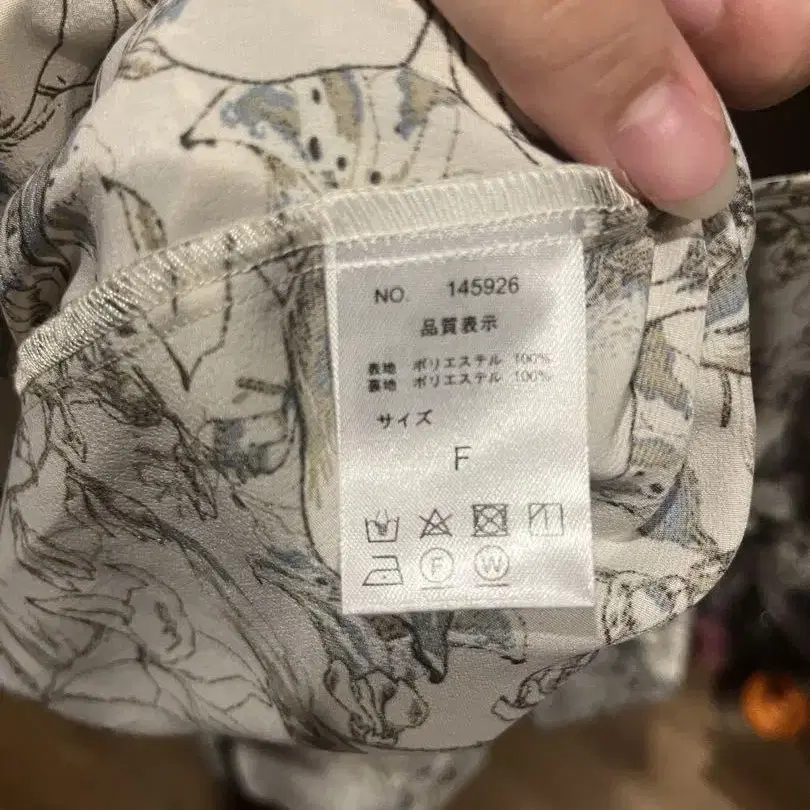 NO. 145926
品質表示
表地 ポリエステル 100%
裏地 ポリエステル 100%
サイズ
F
F W